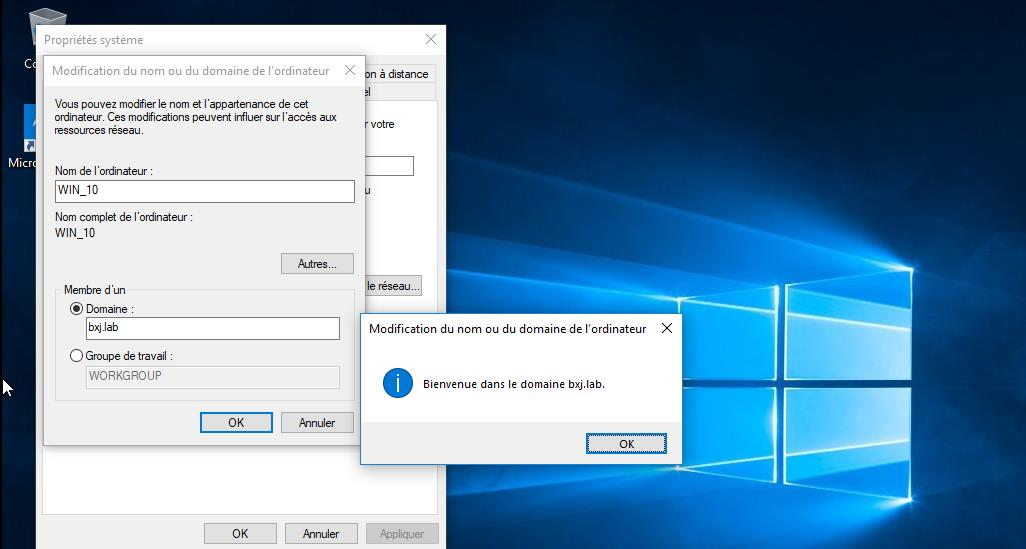 Propriétés système
Modification du nom ou du domaine de l'ordinateur
à distance
Vous pouvez modifier le nom et l'appartenance de cet
ordinateur. Ces modifications peuvent influer sur l'accès aux
ressources réseau.
votre
Nom de l'ordinateur :
WIN_10
Nom complet de l'ordinateur :
WIN_10
Autres...
le réseau...
Membre d'un
Domaine :
bxj.lab
Groupe de travail :
WORKGROUP
OK
Annuler
Modification du nom ou du domaine de l'ordinateur
Bienvenue dans le domaine bxj.lab.
OK
OK
Annuler
Appliquer